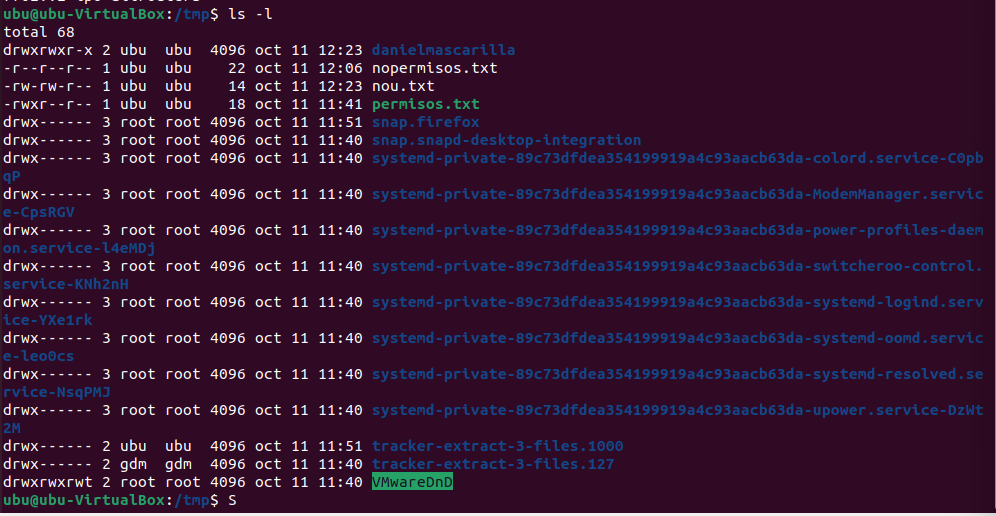 ubu@ubu-VirtualBox:/tmp$ ls -l
total 68
drwxrwxr-x 2 ubu  ubu  4096 oct 11 12:23 danielmascarilla
-r--r--r-- 1 ubu  ubu    22 oct 11 12:06 nopermisos.txt
-rw-rw-r-- 1 ubu  ubu    14 oct 11 12:23 nou.txt
-rwxr--r-- 1 ubu  ubu    18 oct 11 11:41 permisos.txt
drwx------ 3 root root 4096 oct 11 11:51 snap.firefox
drwx------ 3 root root 4096 oct 11 11:40 snap.snapd-desktop-integration
drwx------ 3 root root 4096 oct 11 11:40 systemd-private-89c73dfdea354199919a4c93aacb63da-colord.service-C0pb
qP
drwx------ 3 root root 4096 oct 11 11:40 systemd-private-89c73dfdea354199919a4c93aacb63da-ModemManager.servic
e-CpsRGV
drwx------ 3 root root 4096 oct 11 11:40 systemd-private-89c73dfdea354199919a4c93aacb63da-power-profiles-daem
on.service-l4eMDj
drwx------ 3 root root 4096 oct 11 11:40 systemd-private-89c73dfdea354199919a4c93aacb63da-switcheroo-control.
service-KNh2nH
drwx------ 3 root root 4096 oct 11 11:40 systemd-private-89c73dfdea354199919a4c93aacb63da-systemd-logind.serv
ice-YXe1rk
drwx------ 3 root root 4096 oct 11 11:40 systemd-private-89c73dfdea354199919a4c93aacb63da-systemd-oomd.servic
e-leo0cs
drwx------ 3 root root 4096 oct 11 11:40 systemd-private-89c73dfdea354199919a4c93aacb63da-systemd-resolved.se
rvice-NsqPMJ
drwx------ 3 root root 4096 oct 11 11:40 systemd-private-89c73dfdea354199919a4c93aacb63da-upower.service-DzWt
2M
drwx------ 2 ubu  ubu  4096 oct 11 11:51 tracker-extract-3-files.1000
drwx------ 2 gdm  gdm  4096 oct 11 11:40 tracker-extract-3-files.127
drwxrwxrwt 2 root root 4096 oct 11 11:40 VMwareDnD
ubu@ubu-VirtualBox:/tmp$ S